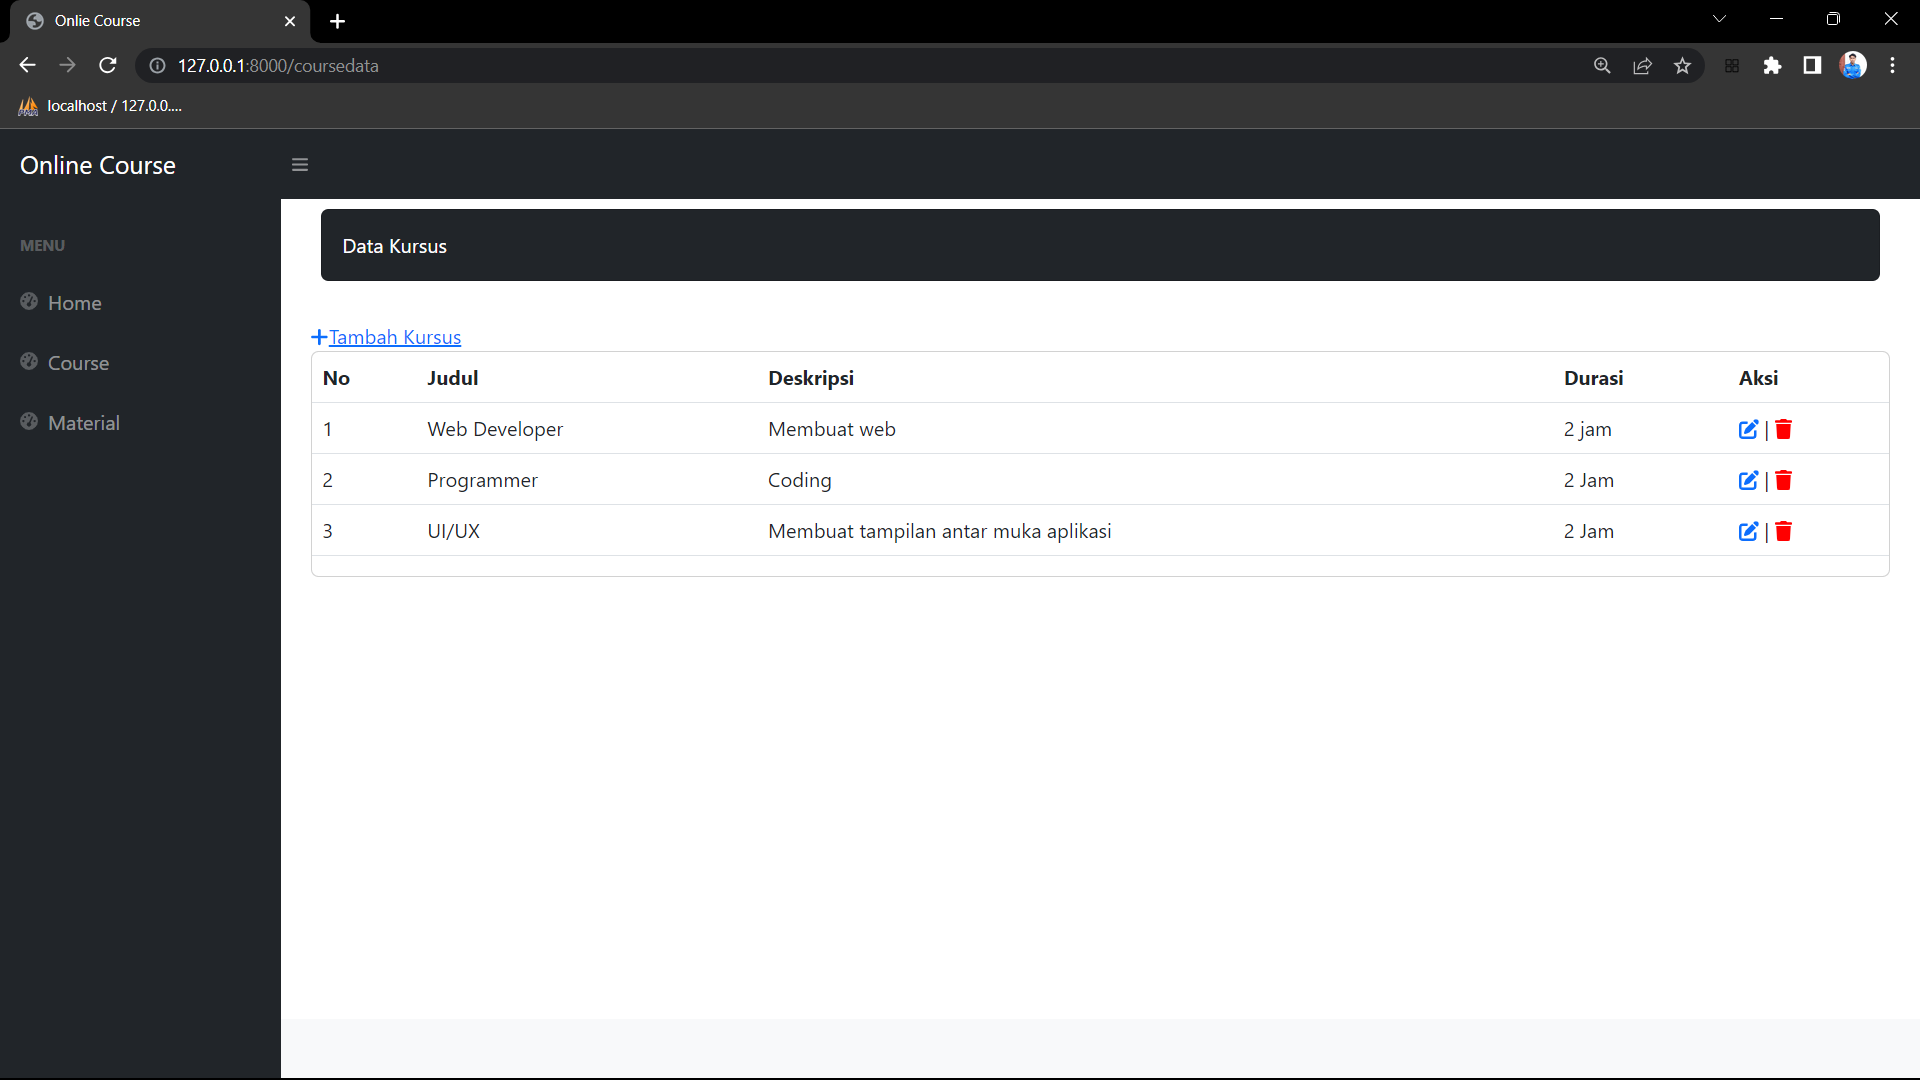 Onlie Course
127.0.0.1:8000/coursedata
localhost / 127.0.0....
Online Course
MENU
Home
Course
Material
Data Kursus
Tambah Kursus
No Judul Deskripsi Durasi Aksi
1 Web Developer Membuat web 2 jam |
2 Programmer Coding 2 Jam |
3 UI/UX Membuat tampilan antar muka aplikasi 2 Jam |